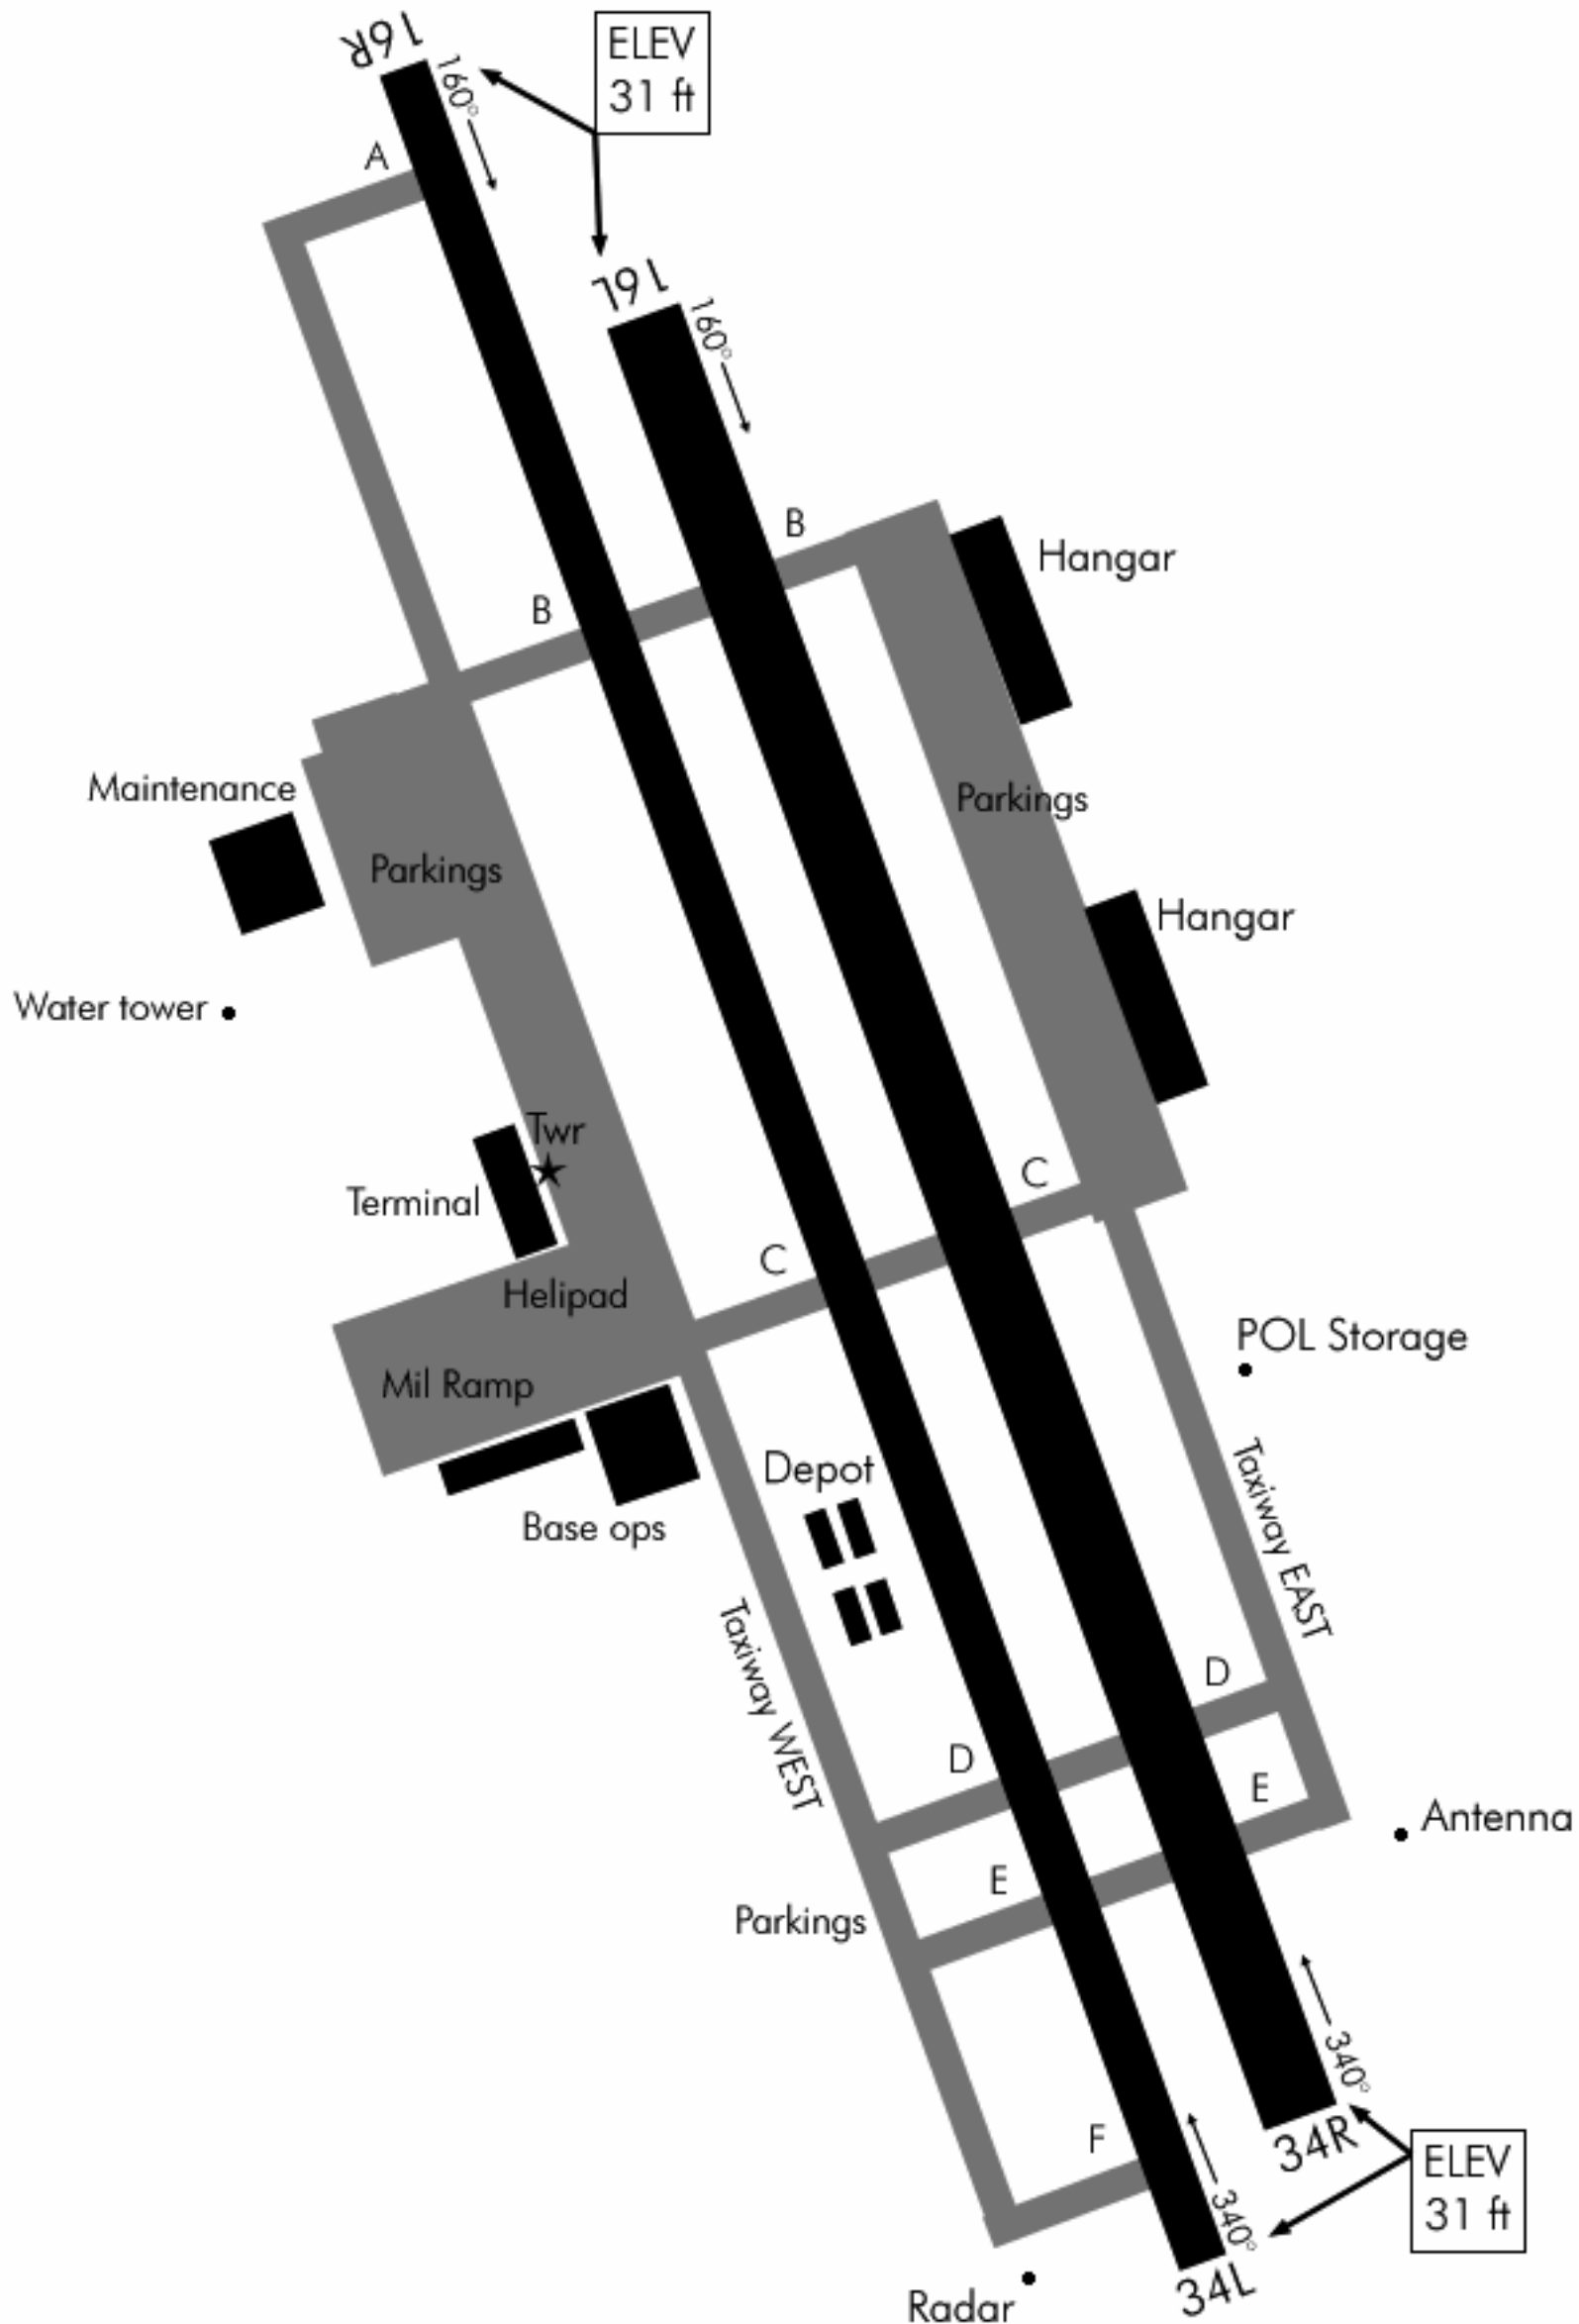 16R
160°
ELEV
31 ft
A
16L
160°
B
Hangar
B
Maintenance
Parkings
Parkings
Hangar
Water tower
Twr
C
Terminal
C
Helipad
POL Storage
Mil Ramp
Depot
Base ops
Taxiway EAST
Taxiway WEST
D
D
E
Antenna
E
Parkings
340°
F
34R
ELEV
31 ft
340°
34L
Radar